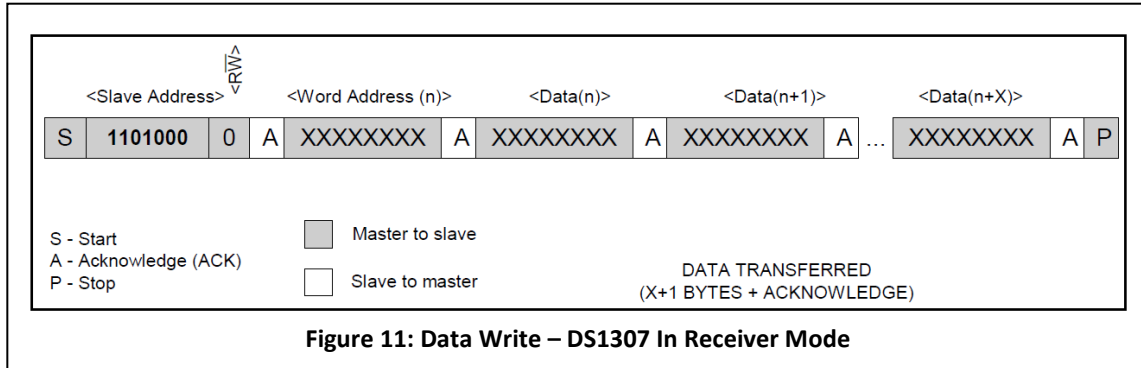 <RW>
<Slave Address> <Word Address (n)> <Data(n)> <Data(n+1)> <Data(n+X)>
S 1101000 0 A XXXXXXXX A XXXXXXXX A XXXXXXXX A ... XXXXXXXX A P
S - Start
A - Acknowledge (ACK)
P - Stop
Master to slave
Slave to master
DATA TRANSFERRED
(X+1 BYTES + ACKNOWLEDGE)
Figure 11: Data Write – DS1307 In Receiver Mode